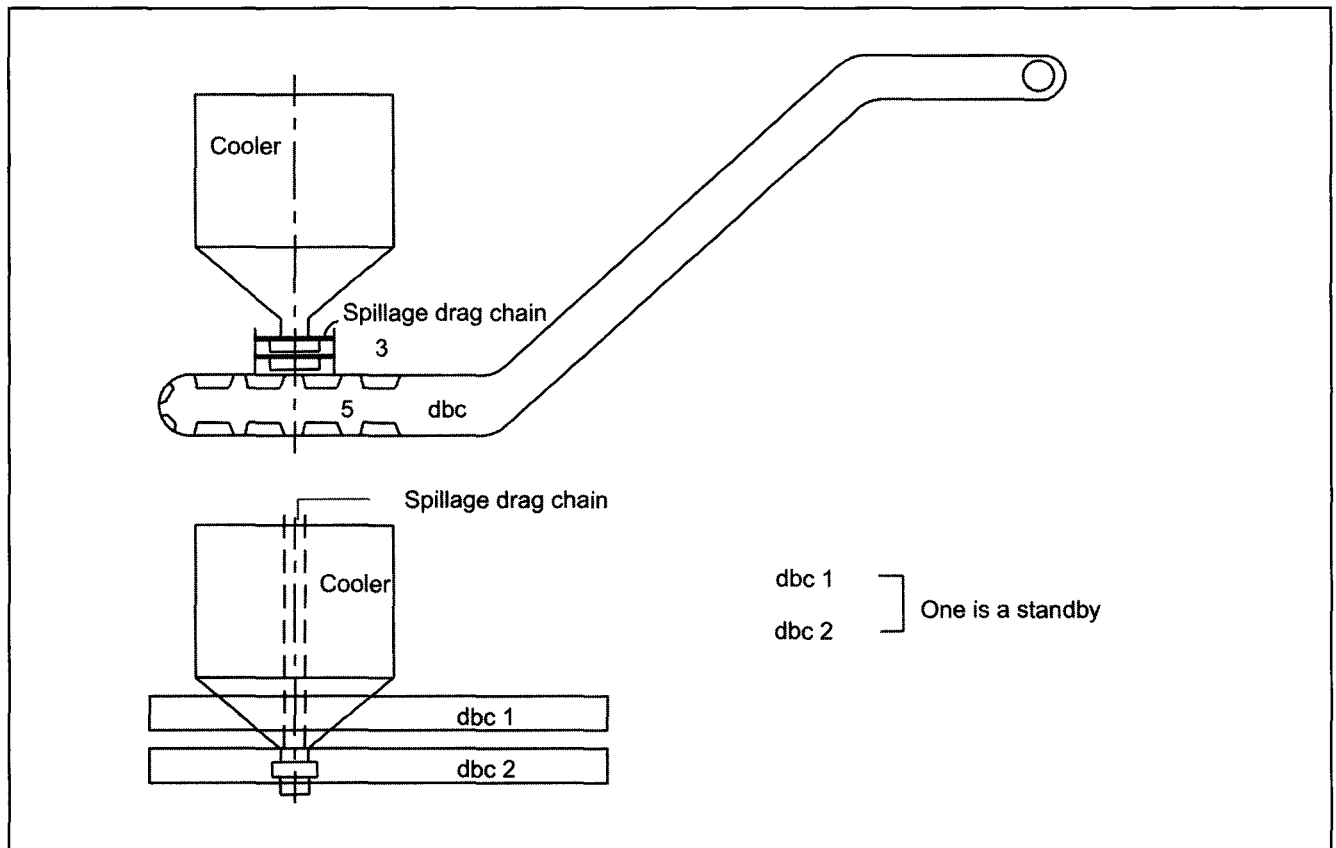 Cooler
Spillage drag chain
3
5 dbc
Spillage drag chain
Cooler
dbc 1
One is a standby
dbc 2
dbc 1
dbc 2